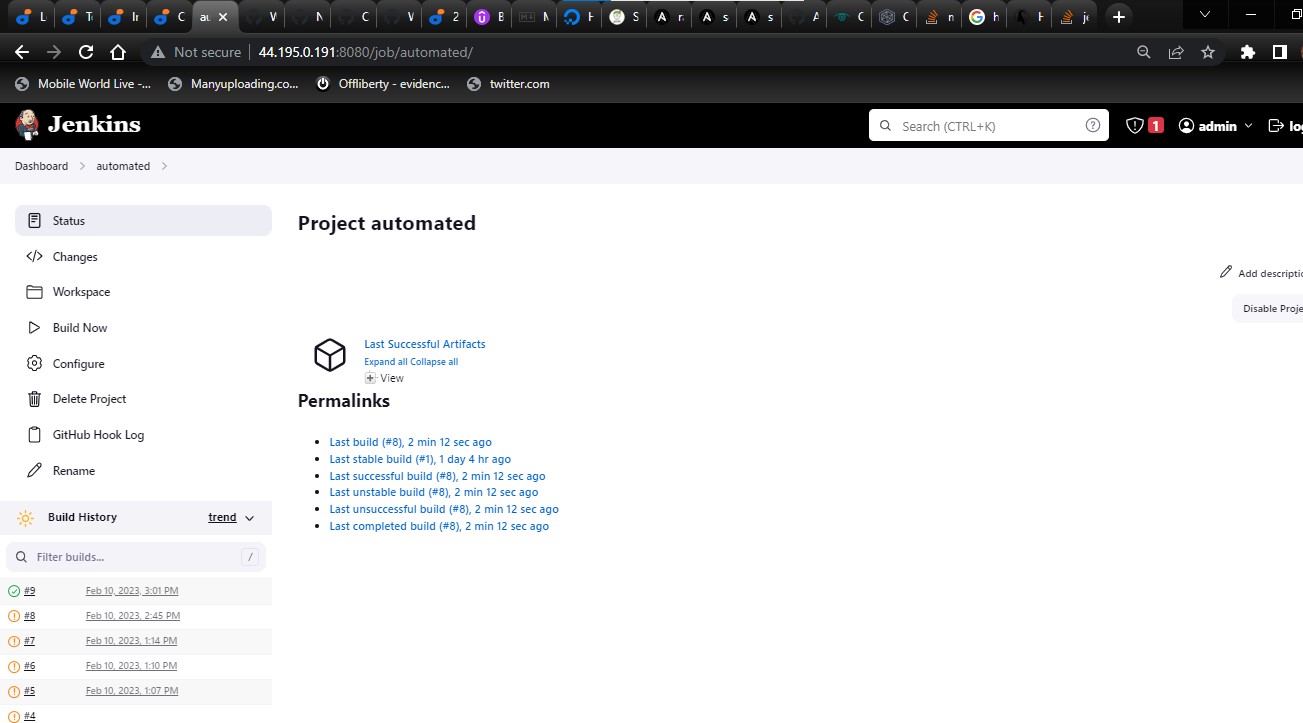 Not secure 44.195.0.191:8080/job/automated/
Mobile World Live -... Manyuploading.co... Offliberty - evidenc... twitter.com
Jenkins Search (CTRL+K) 1 admin
Dashboard automated
Status
Changes
Workspace
Build Now
Configure
Delete Project
GitHub Hook Log
Rename
Build History trend
Filter builds... /
#9 Feb 10, 2023, 3:01 PM
#8 Feb 10, 2023, 2:45 PM
#7 Feb 10, 2023, 1:14 PM
#6 Feb 10, 2023, 1:10 PM
#5 Feb 10, 2023, 1:07 PM
#4
Project automated
Add descriptio
Disable Proje
Last Successful Artifacts
Expand all Collapse all
View
Permalinks
Last build (#8), 2 min 12 sec ago
Last stable build (#1), 1 day 4 hr ago
Last successful build (#8), 2 min 12 sec ago
Last unstable build (#8), 2 min 12 sec ago
Last unsuccessful build (#8), 2 min 12 sec ago
Last completed build (#8), 2 min 12 sec ago